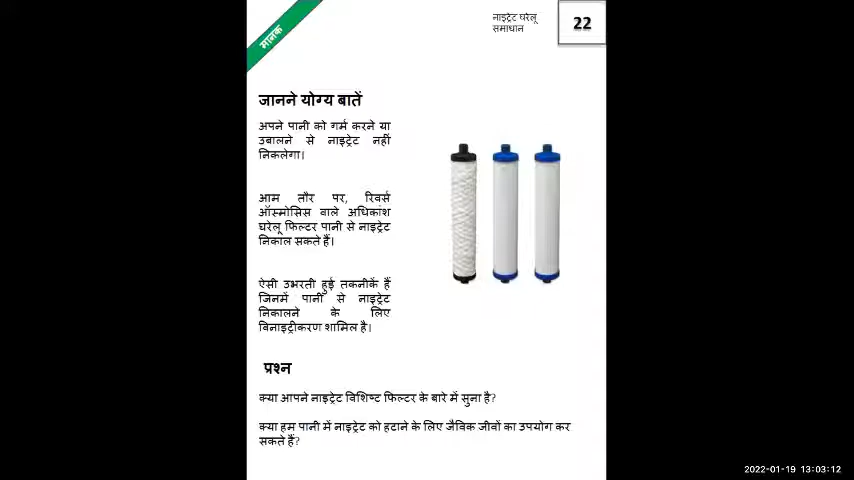 मानक
नाइट्रेट घरेलू
समाधान
22
जानने योग्य बातें
अपने पानी को गर्म करने या
उबालने से नाइट्रेट नहीं
निकलेगा।
आम तौर पर, रिवर्स
ऑस्मोसिस वाले अधिकांश
घरेलू फिल्टर पानी से नाइट्रेट
निकाल सकते हैं।
ऐसी उभरती हुई तकनीकें हैं
जिनमें पानी से नाइट्रेट
निकालने के लिए
विनाइट्रीकरण शामिल है।
प्रश्न
क्या आपने नाइट्रेट विशिष्ट फिल्टर के बारे में सुना है?
क्या हम पानी में नाइट्रेट को हटाने के लिए जैविक जीवों का उपयोग कर
सकते हैं?
2022-01-19 13:03:12